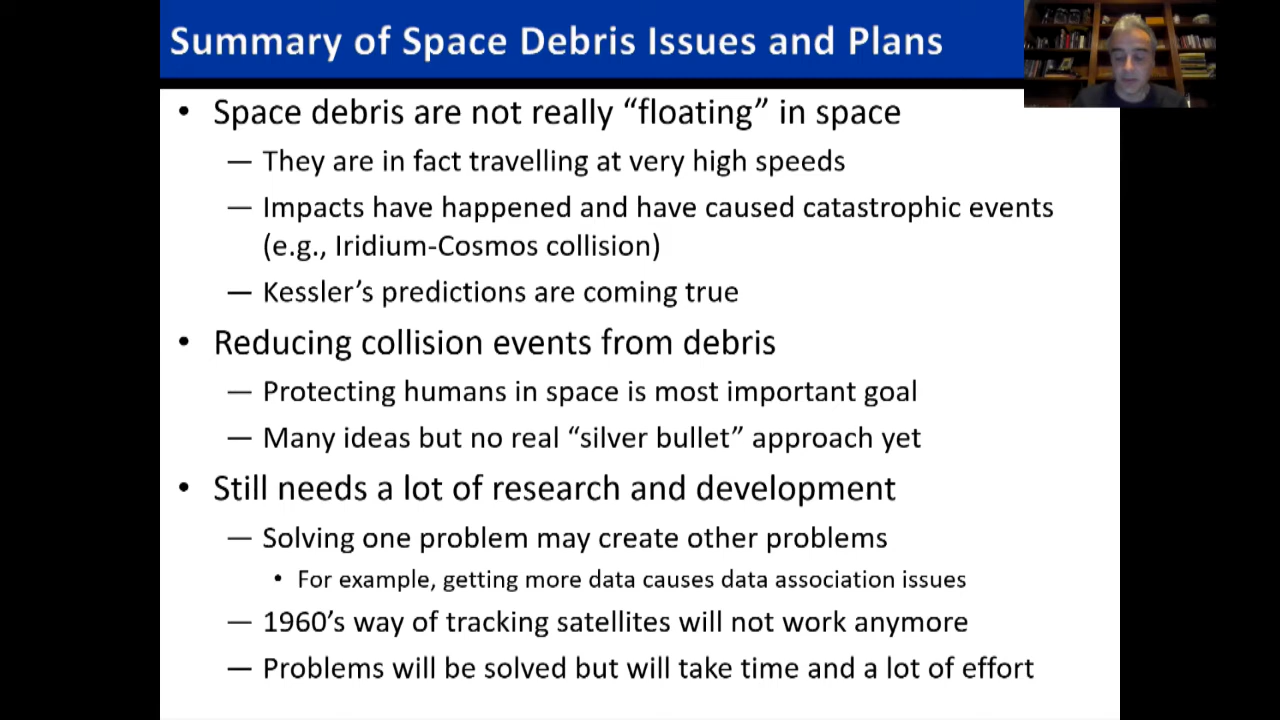 Summary of Space Debris Issues and Plans
• Space debris are not really “floating” in space
— They are in fact travelling at very high speeds
— Impacts have happened and have caused catastrophic events
(e.g., Iridium-Cosmos collision)
— Kessler’s predictions are coming true
• Reducing collision events from debris
— Protecting humans in space is most important goal
— Many ideas but no real “silver bullet” approach yet
• Still needs a lot of research and development
— Solving one problem may create other problems
• For example, getting more data causes data association issues
— 1960’s way of tracking satellites will not work anymore
— Problems will be solved but will take time and a lot of effort